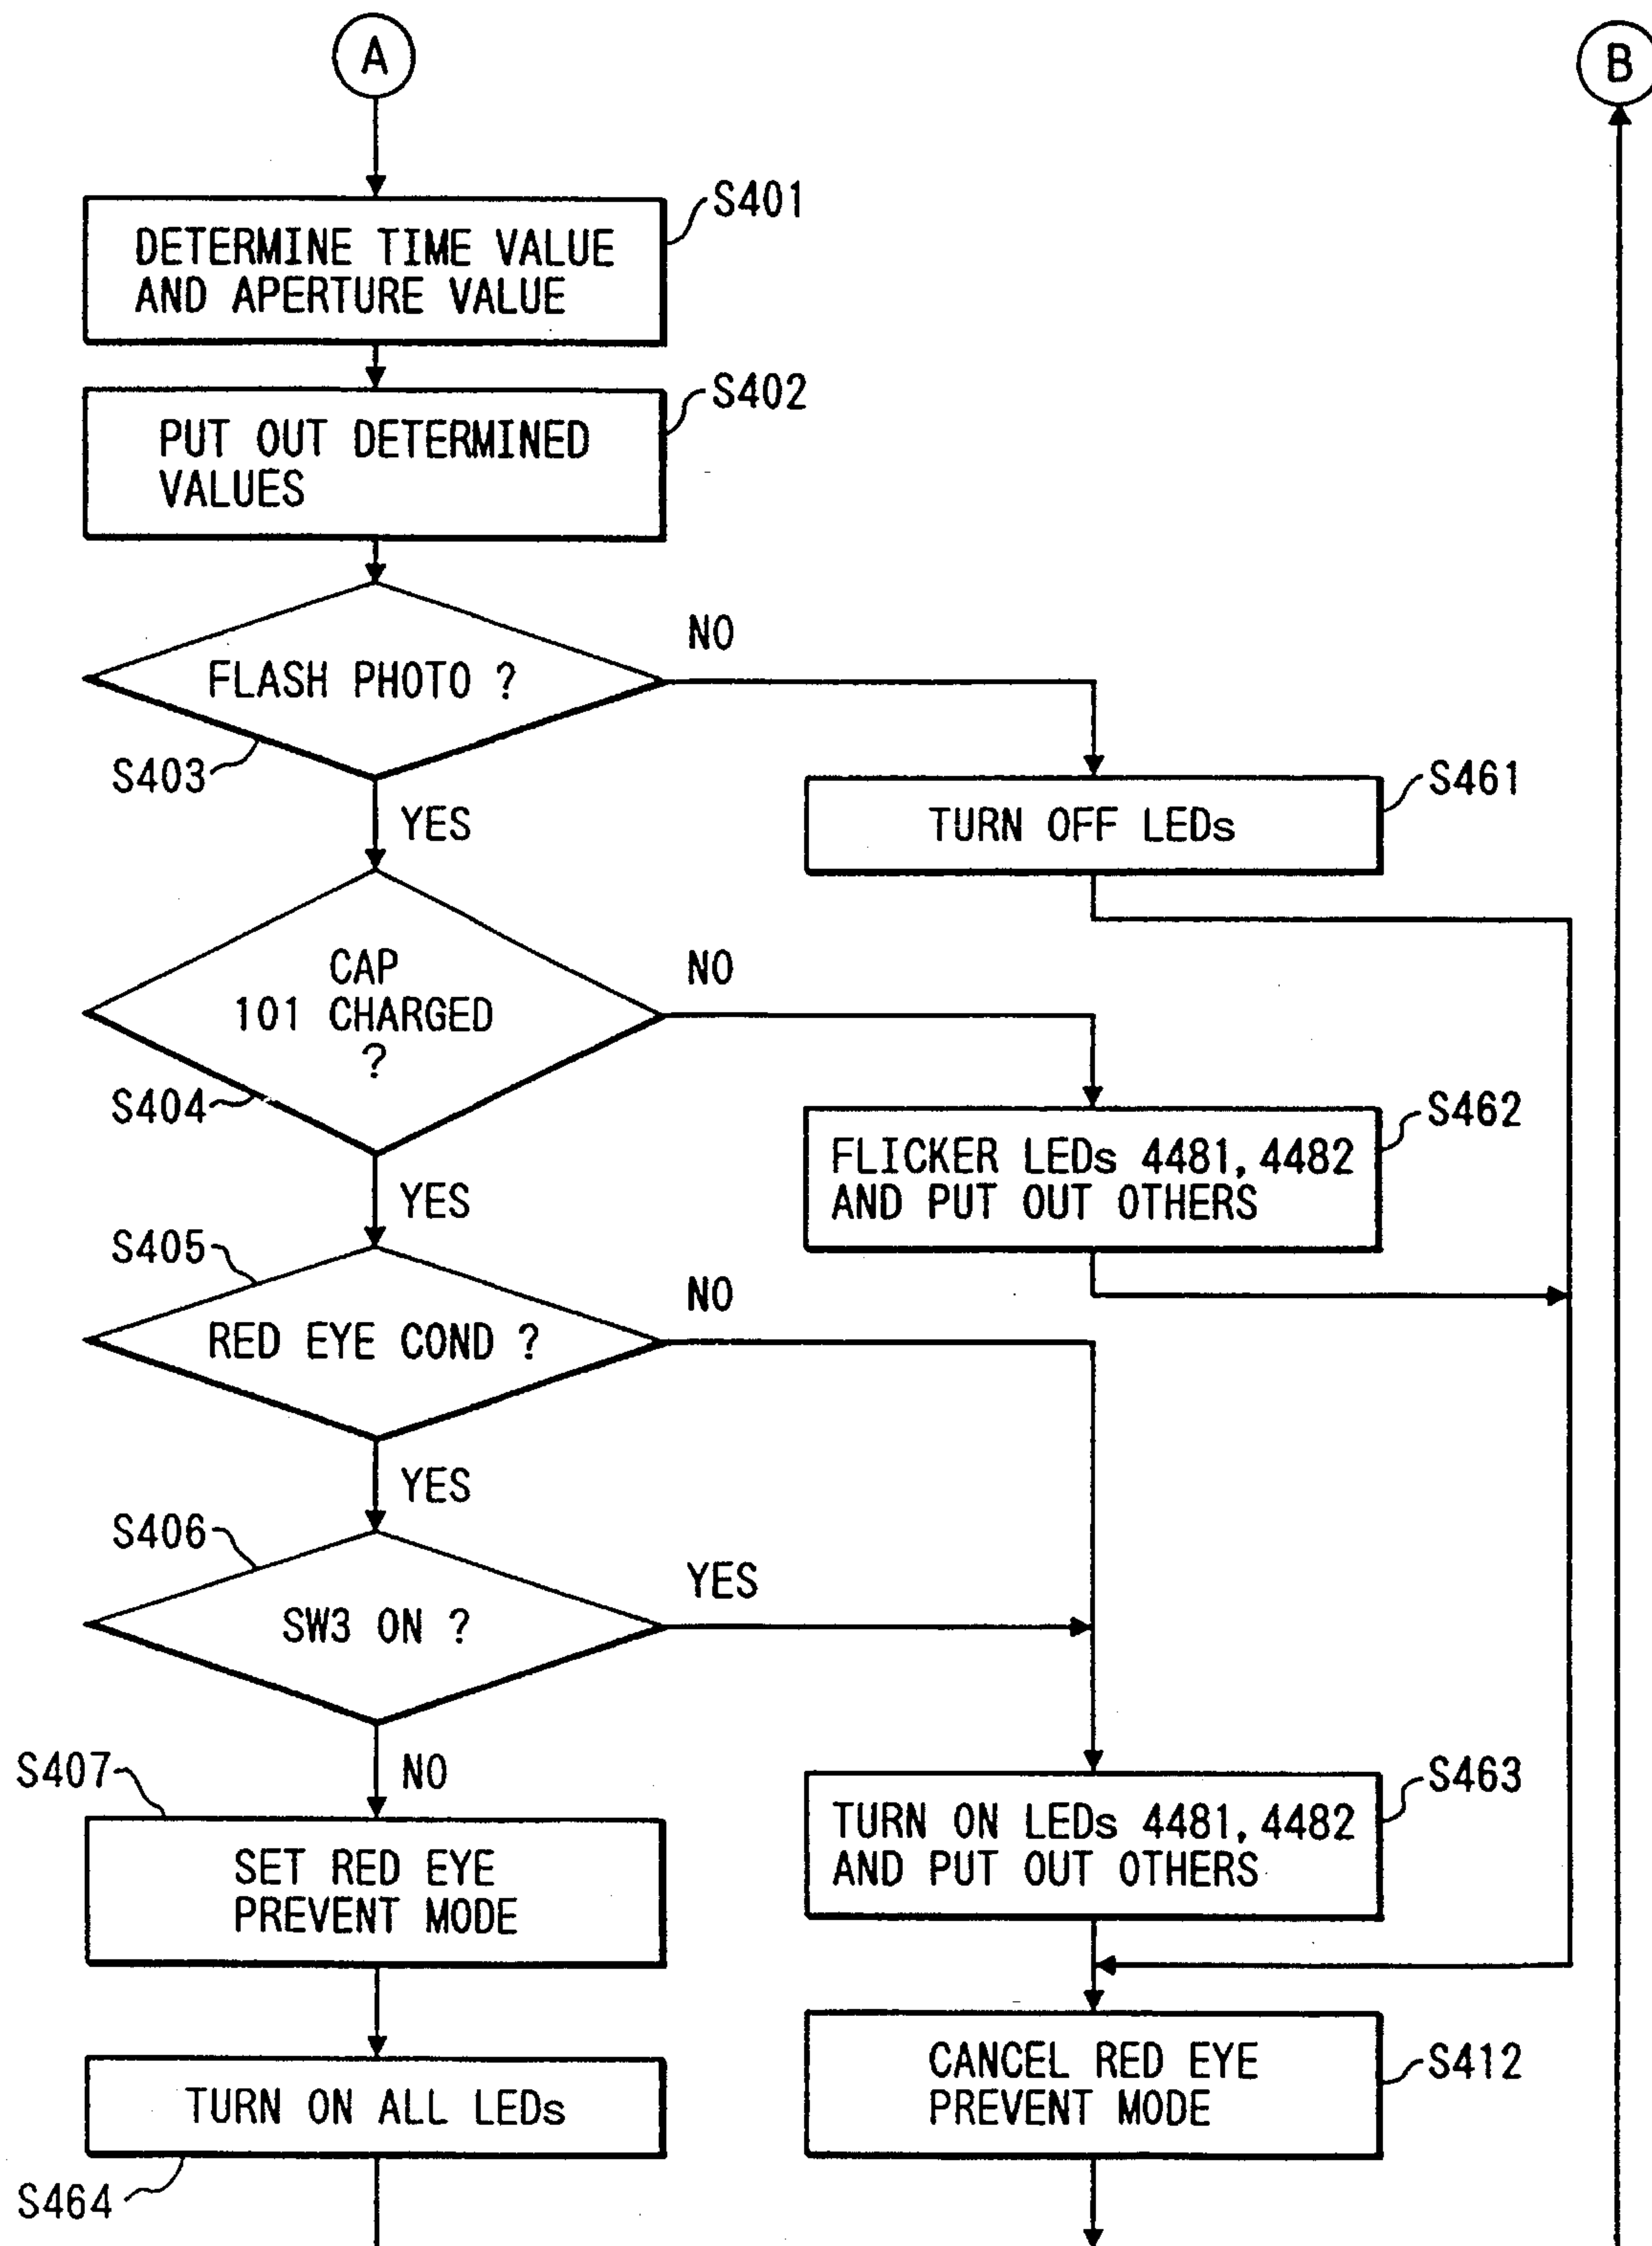 A
B
S401
DETERMINE TIME VALUE
AND APERTURE VALUE
S402
PUT OUT DETERMINED
VALUES
NO
FLASH PHOTO ?
S403
YES
S461
TURN OFF LEDs
CAP
101 CHARGED
?
NO
S404
YES
S462
FLICKER LEDs 4481, 4482
AND PUT OUT OTHERS
S405
NO
RED EYE COND ?
YES
S406
YES
SW3 ON ?
NO
S407
SET RED EYE
PREVENT MODE
S463
TURN ON LEDs 4481, 4482
AND PUT OUT OTHERS
TURN ON ALL LEDs
S464
CANCEL RED EYE
PREVENT MODE
S412